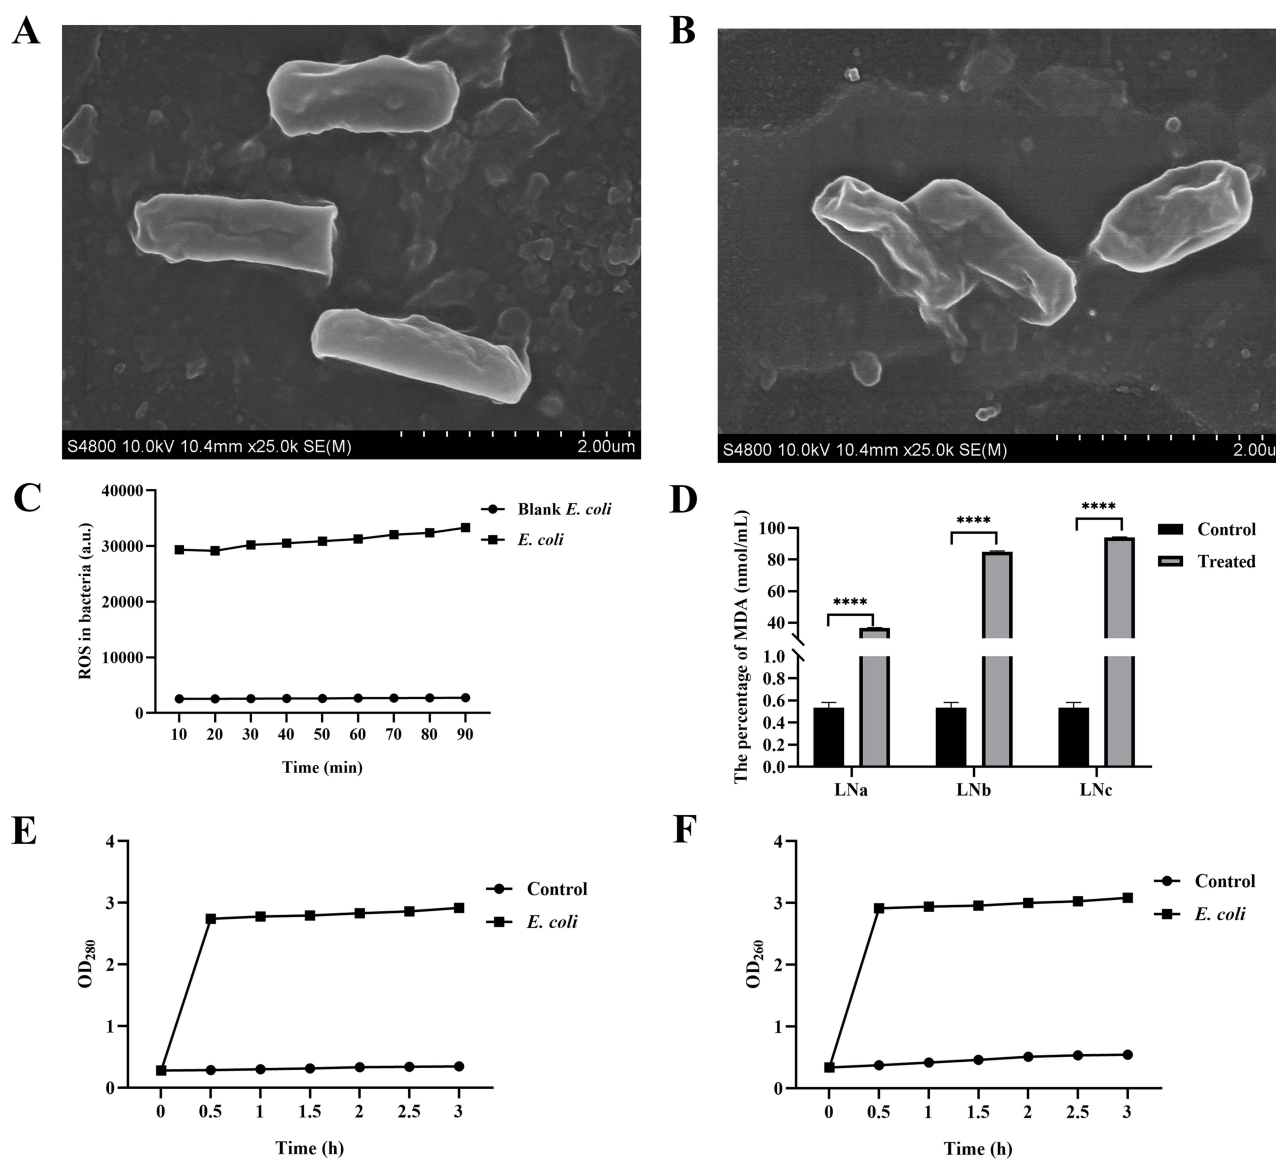 A
B
S4800 10.0kV 10.4mm x25.0k SE(M) 2.00um
S4800 10.0kV 10.4mm x25.0k SE(M) 2.00u
C
ROS in bacteria (a.u.)
40000
30000
20000
10000
0
10 20 30 40 50 60 70 80 90
Time (min)
Blank E. coli
E. coli
D
The percentage of MDA (nmol/mL)
100
80
60
40
1.0
0.8
0.6
0.4
0.2
0.0
****
****
****
LNa LNb LNc
Control
Treated
E
OD280
4
3
2
1
0
0 0.5 1 1.5 2 2.5 3
Time (h)
Control
E. coli
F
OD260
4
3
2
1
0
0 0.5 1 1.5 2 2.5 3
Time (h)
Control
E. coli